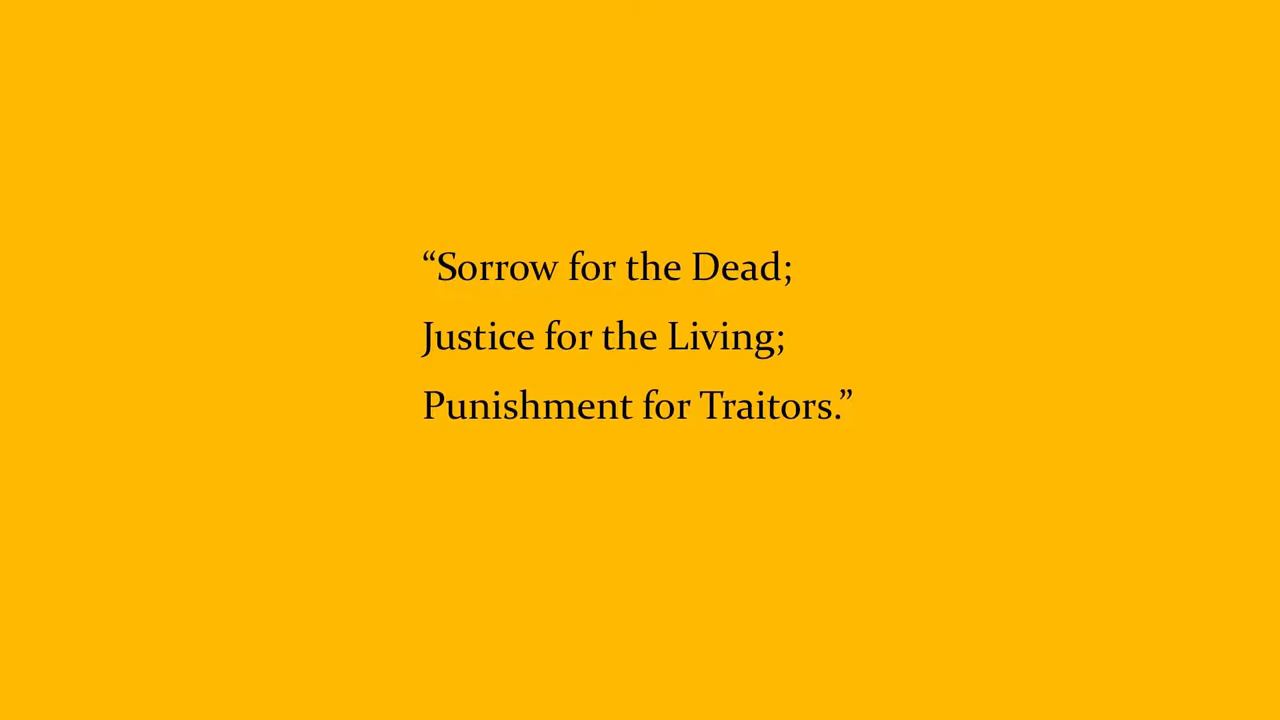 “Sorrow for the Dead;
Justice for the Living;
Punishment for Traitors.”